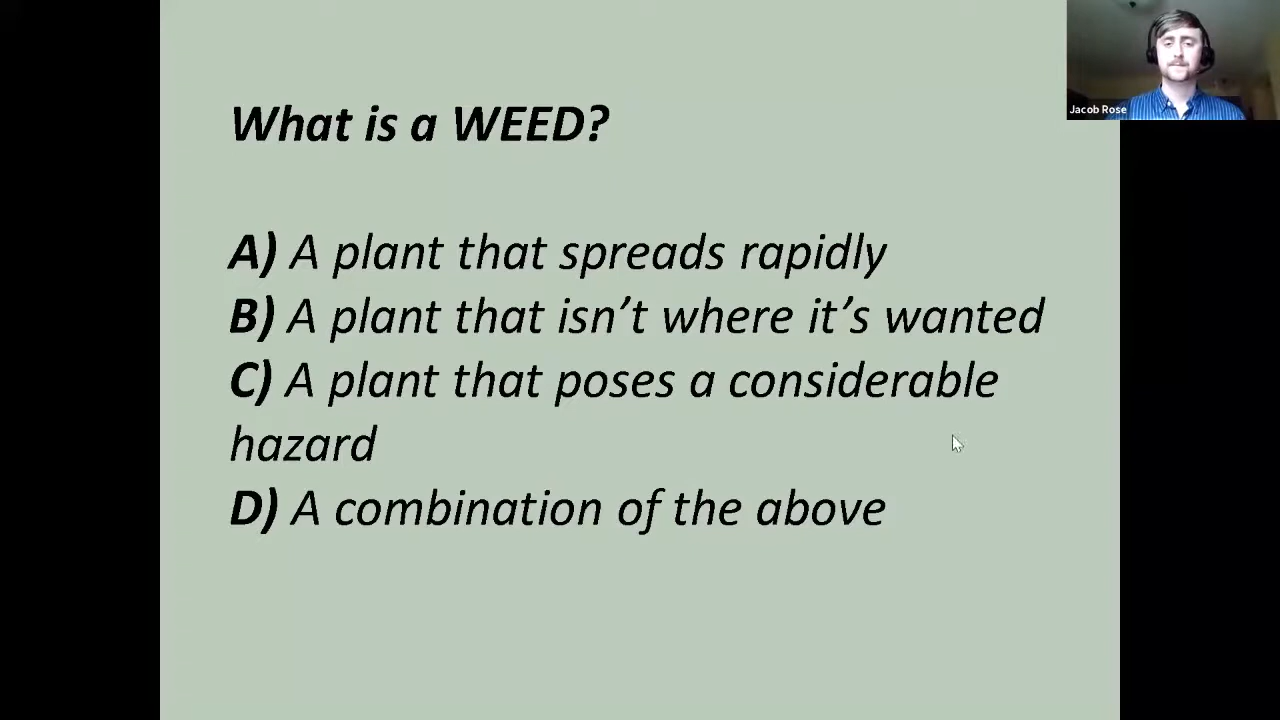 What is a WEED?
A) A plant that spreads rapidly
B) A plant that isn't where it's wanted
C) A plant that poses a considerable
hazard
D) A combination of the above
Jacob Rose